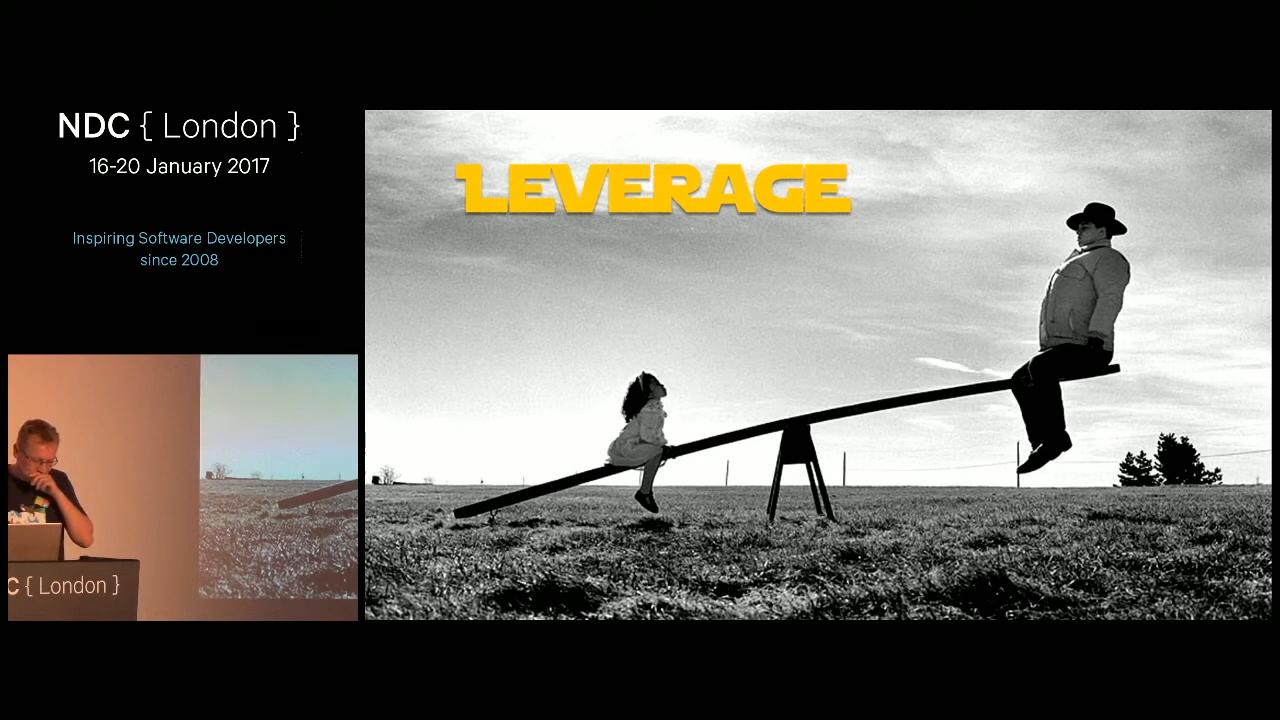 NDC { London }
16-20 January 2017
Inspiring Software Developers
since 2008
LEVERAGE
C { London }